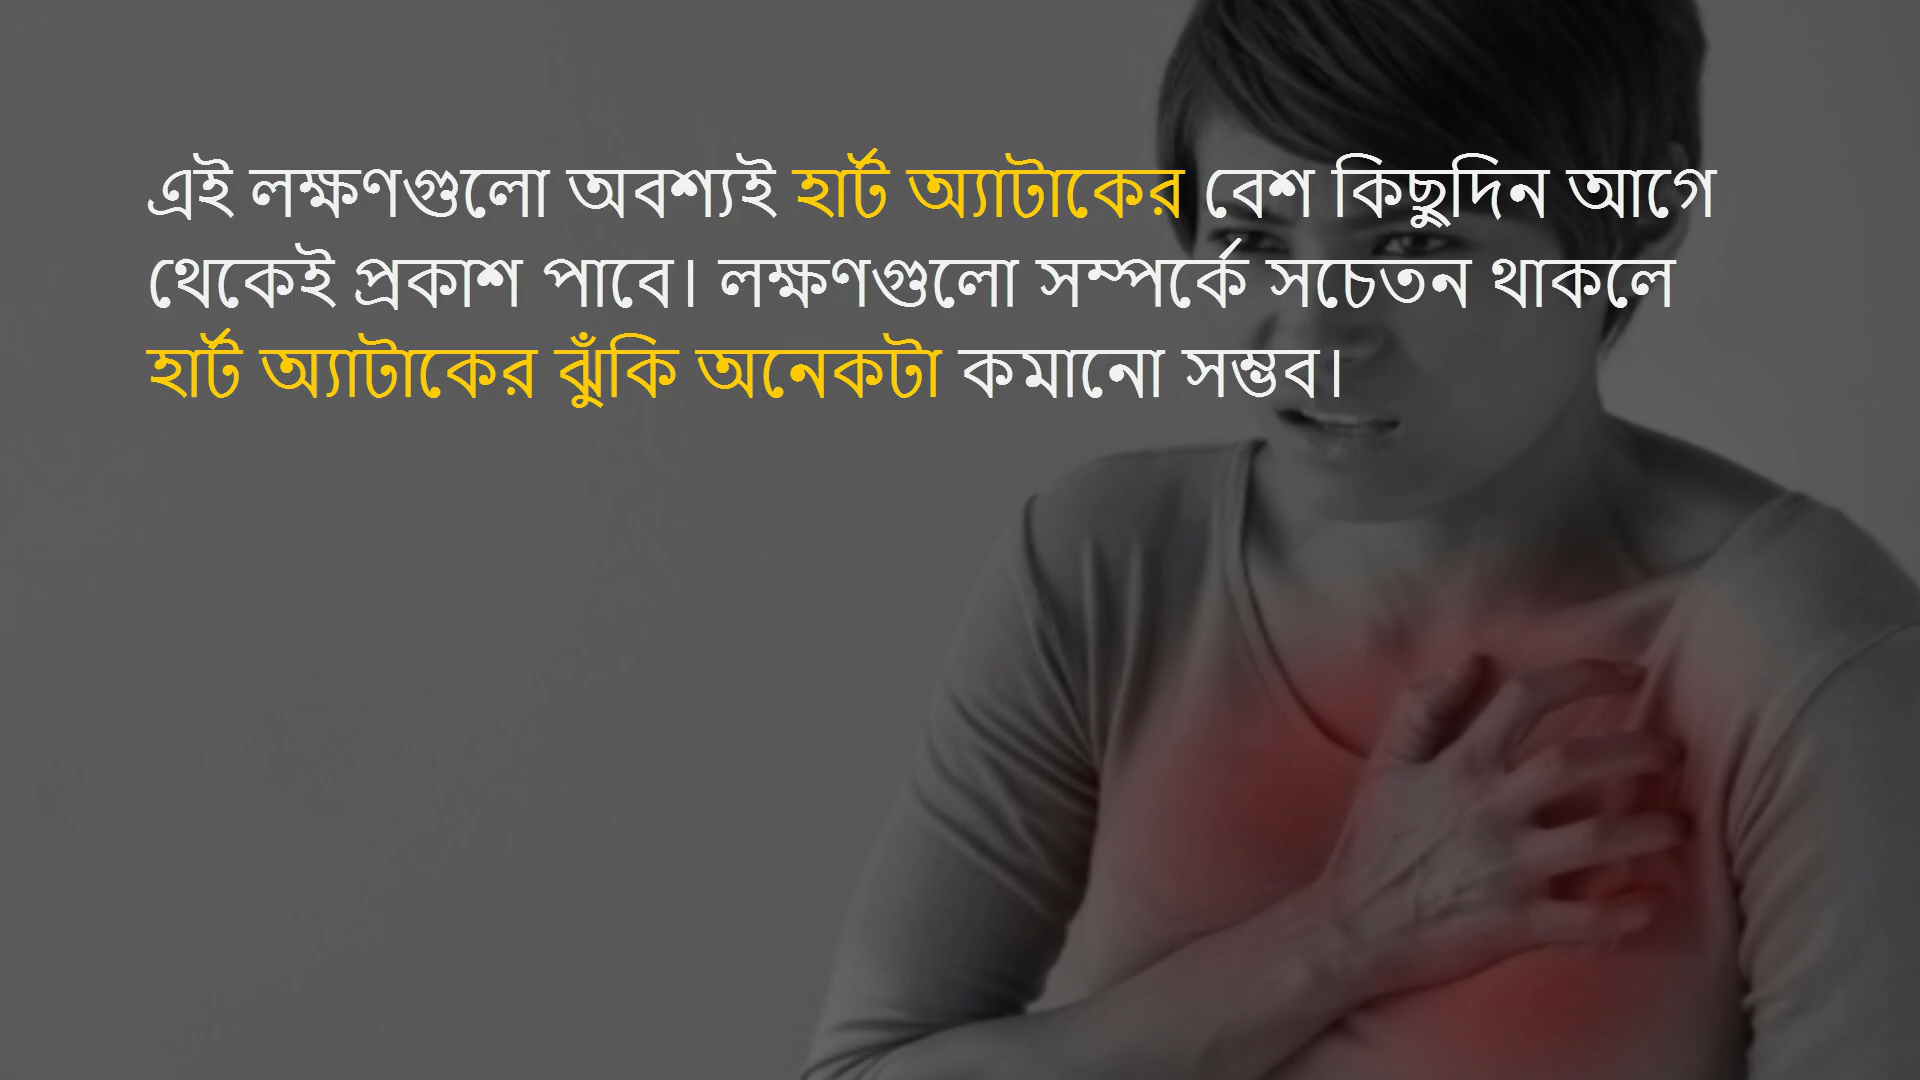 এই লক্ষণগুলো অবশ্যই হার্ট অ্যাটাকের বেশ কিছুদিন আগে
থেকেই প্রকাশ পাবে। লক্ষণগুলো সম্পর্কে সচেতন থাকলে
হার্ট অ্যাটাকের ঝুঁকি অনেকটা কমানো সম্ভব।